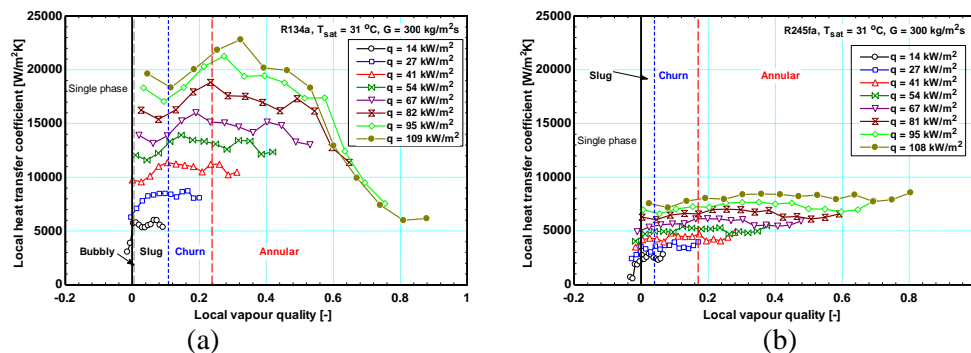 R134a, Tsat = 31 °C, G = 300 kg/m²s
q = 14 kW/m²
q = 27 kW/m²
q = 41 kW/m²
q = 54 kW/m²
q = 67 kW/m²
q = 82 kW/m²
q = 95 kW/m²
q = 109 kW/m²
Single phase
Bubbly
Slug
Churn
Annular
25000
20000
15000
10000
5000
0
-0.2
0
0.2
0.4
0.6
0.8
1
Local heat transfer coefficient [W/m²K]
Local vapour quality [-]
(a)
R245fa, Tsat = 31 °C, G = 300 kg/m²s
q = 14 kW/m²
q = 27 kW/m²
q = 41 kW/m²
q = 54 kW/m²
q = 67 kW/m²
q = 81 kW/m²
q = 95 kW/m²
q = 108 kW/m²
Slug
Churn
Annular
Single phase
25000
20000
15000
10000
5000
0
-0.2
0
0.2
0.4
0.6
0.8
Local heat transfer coefficient [W/m²K]
Local vapour quality [-]
(b)